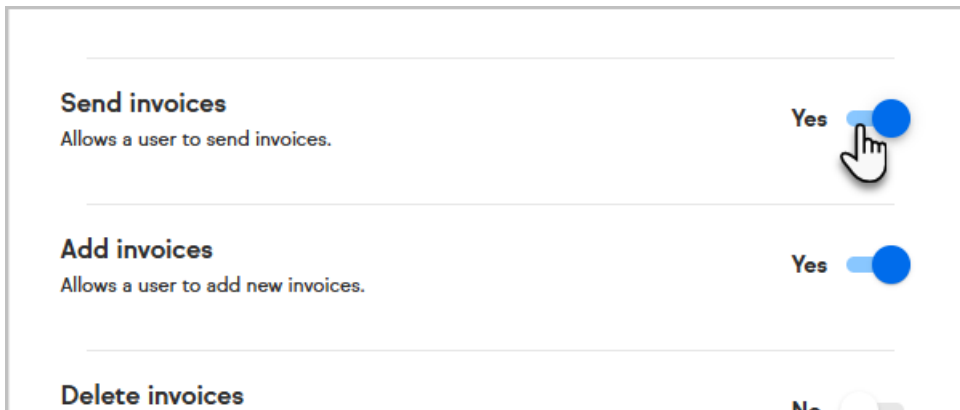 Send invoices
Yes
Allows a user to send invoices.
Add invoices
Yes
Allows a user to add new invoices.
Delete invoices
No